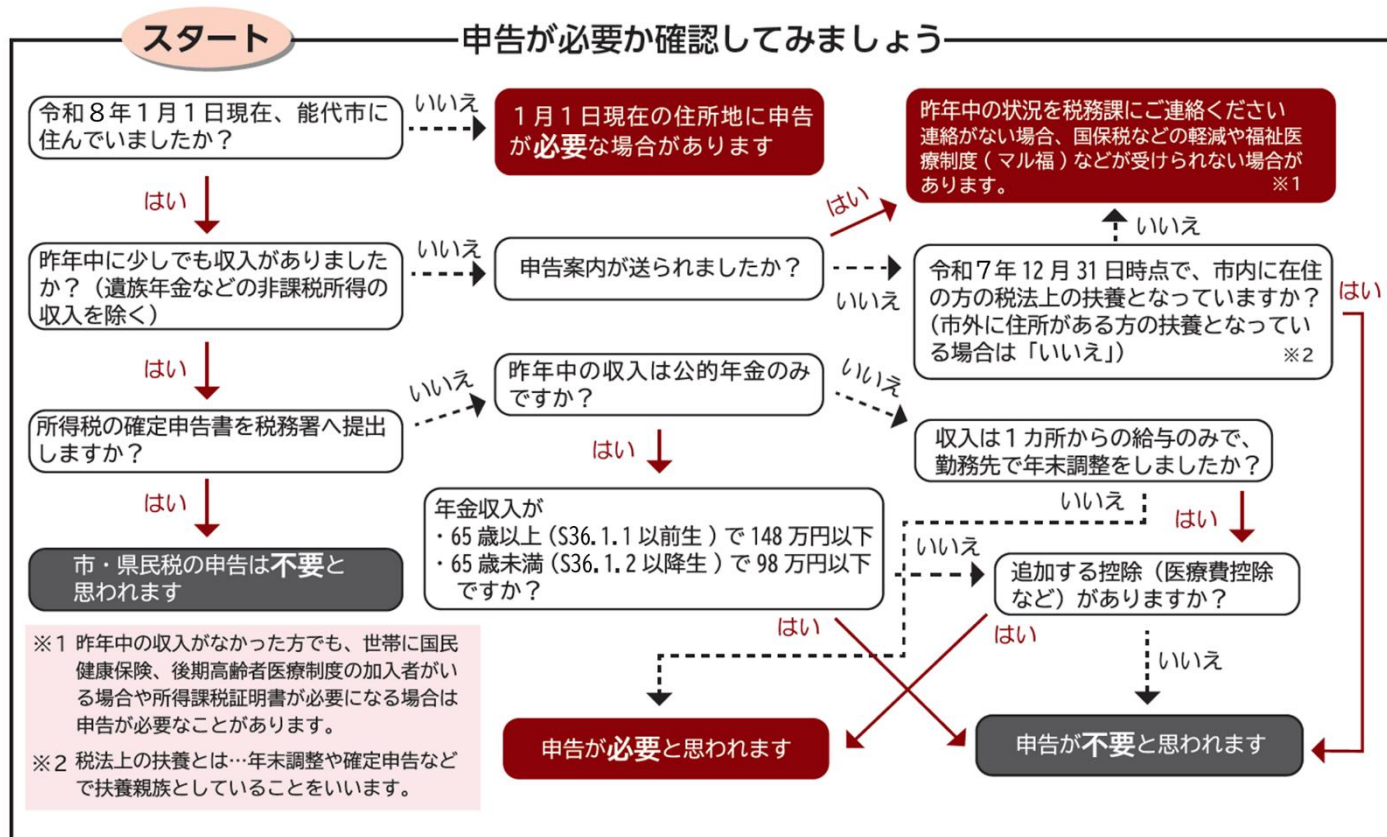 スタート
申告が必要か確認してみましょう
令和8年1月1日現在、能代市に
住んでいましたか？
いいえ
1月1日現在の住所地に申告
が必要な場合があります
はい
昨年中に少しでも収入がありました
か？（遺族年金などの非課税所得の
収入を除く）
いいえ
申告案内が送られましたか？
はい
昨年中の状況を税務課にご連絡ください
連絡がない場合、国保税などの軽減や福祉医
療制度（マル福）などが受けられない場合が
あります。 ※1
いいえ
いいえ
令和7年12月31日時点で、市内に在住
の方の税法上の扶養となっていますか？
（市外に住所がある方の扶養となってい
る場合は「いいえ」） ※2
はい
はい
所得税の確定申告書を税務署へ提出
しますか？
いいえ
昨年中の収入は公的年金のみ
ですか？
いいえ
収入は1カ所からの給与のみで、
勤務先で年末調整をしましたか？
はい
市・県民税の申告は不要と
思われます
はい
年金収入が
・65歳以上（S36.1.1以前生）で148万円以下
・65歳未満（S36.1.2以降生）で98万円以下
ですか？
いいえ
いいえ
はい
追加する控除（医療費控除
など）がありますか？
はい
はい
いいえ
申告が必要と思われます
申告が不要と思われます
※1 昨年中の収入がなかった方でも、世帯に国民
健康保険、後期高齢者医療制度の加入者がい
る場合や所得課税証明書が必要になる場合は
申告が必要なことがあります。
※2 税法上の扶養とは…年末調整や確定申告など
で扶養親族としていることをいいます。